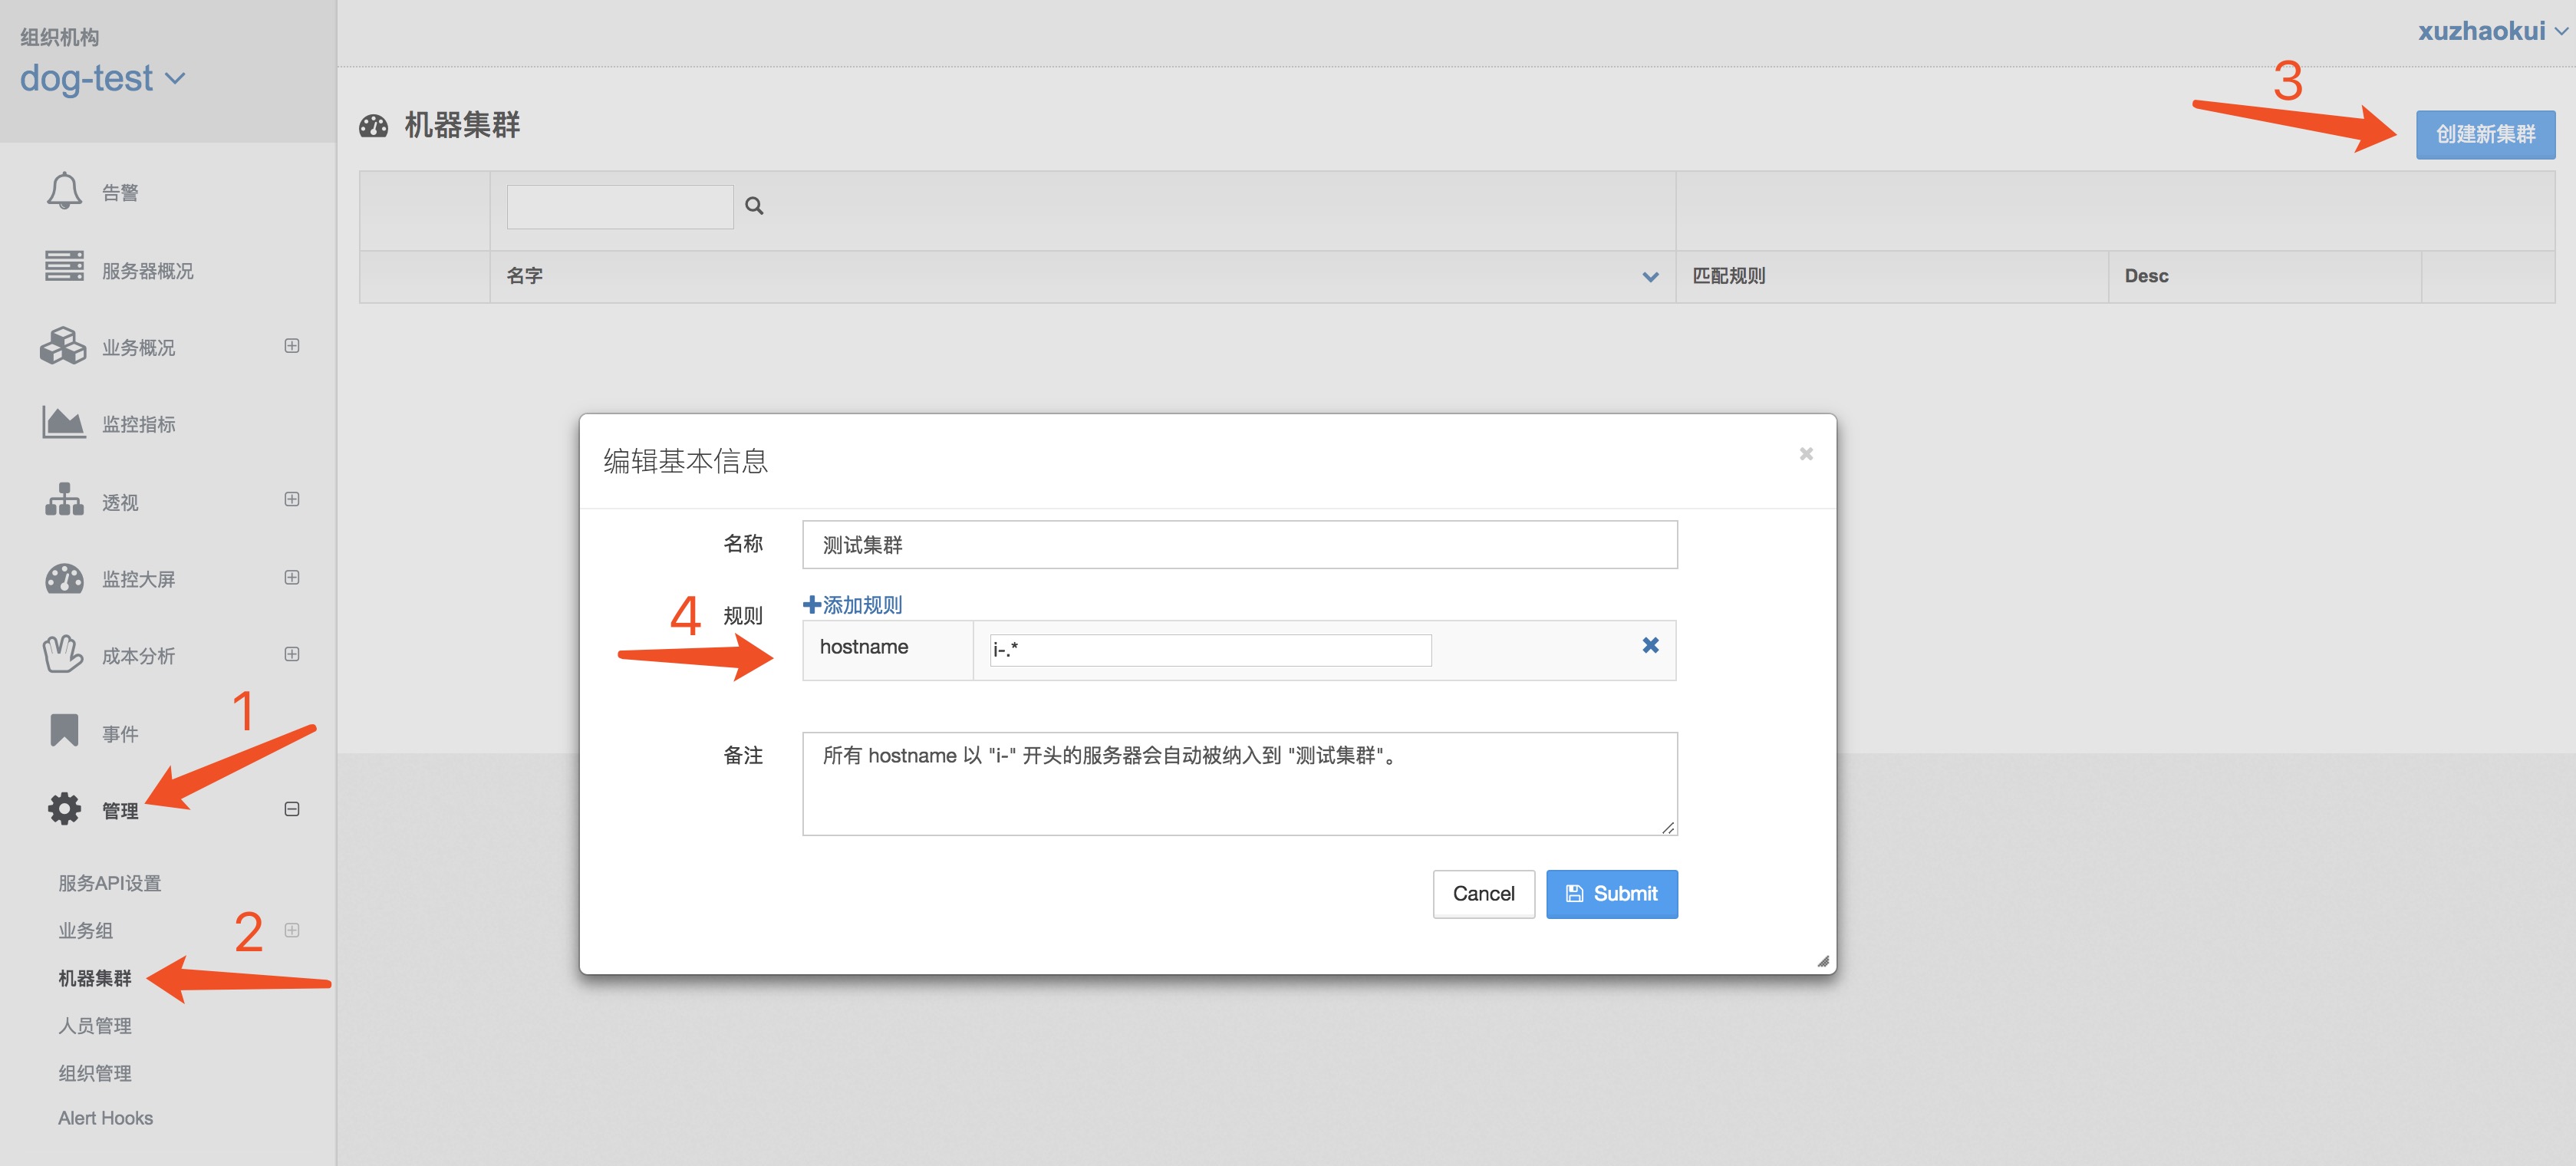 组织机构
dog-test
xuzhaokui
告警
服务器概况
业务概况
监控指标
透视
监控大屏
成本分析
事件
管理
服务API设置
业务组
机器集群
人员管理
组织管理
Alert Hooks
1
2
机器集群
3
创建新集群
名字
匹配规则
Desc
编辑基本信息
名称
测试集群
4
规则
添加规则
hostname
i-.*
备注
所有 hostname 以 "i-" 开头的服务器会自动被纳入到 "测试集群"。
Cancel
Submit